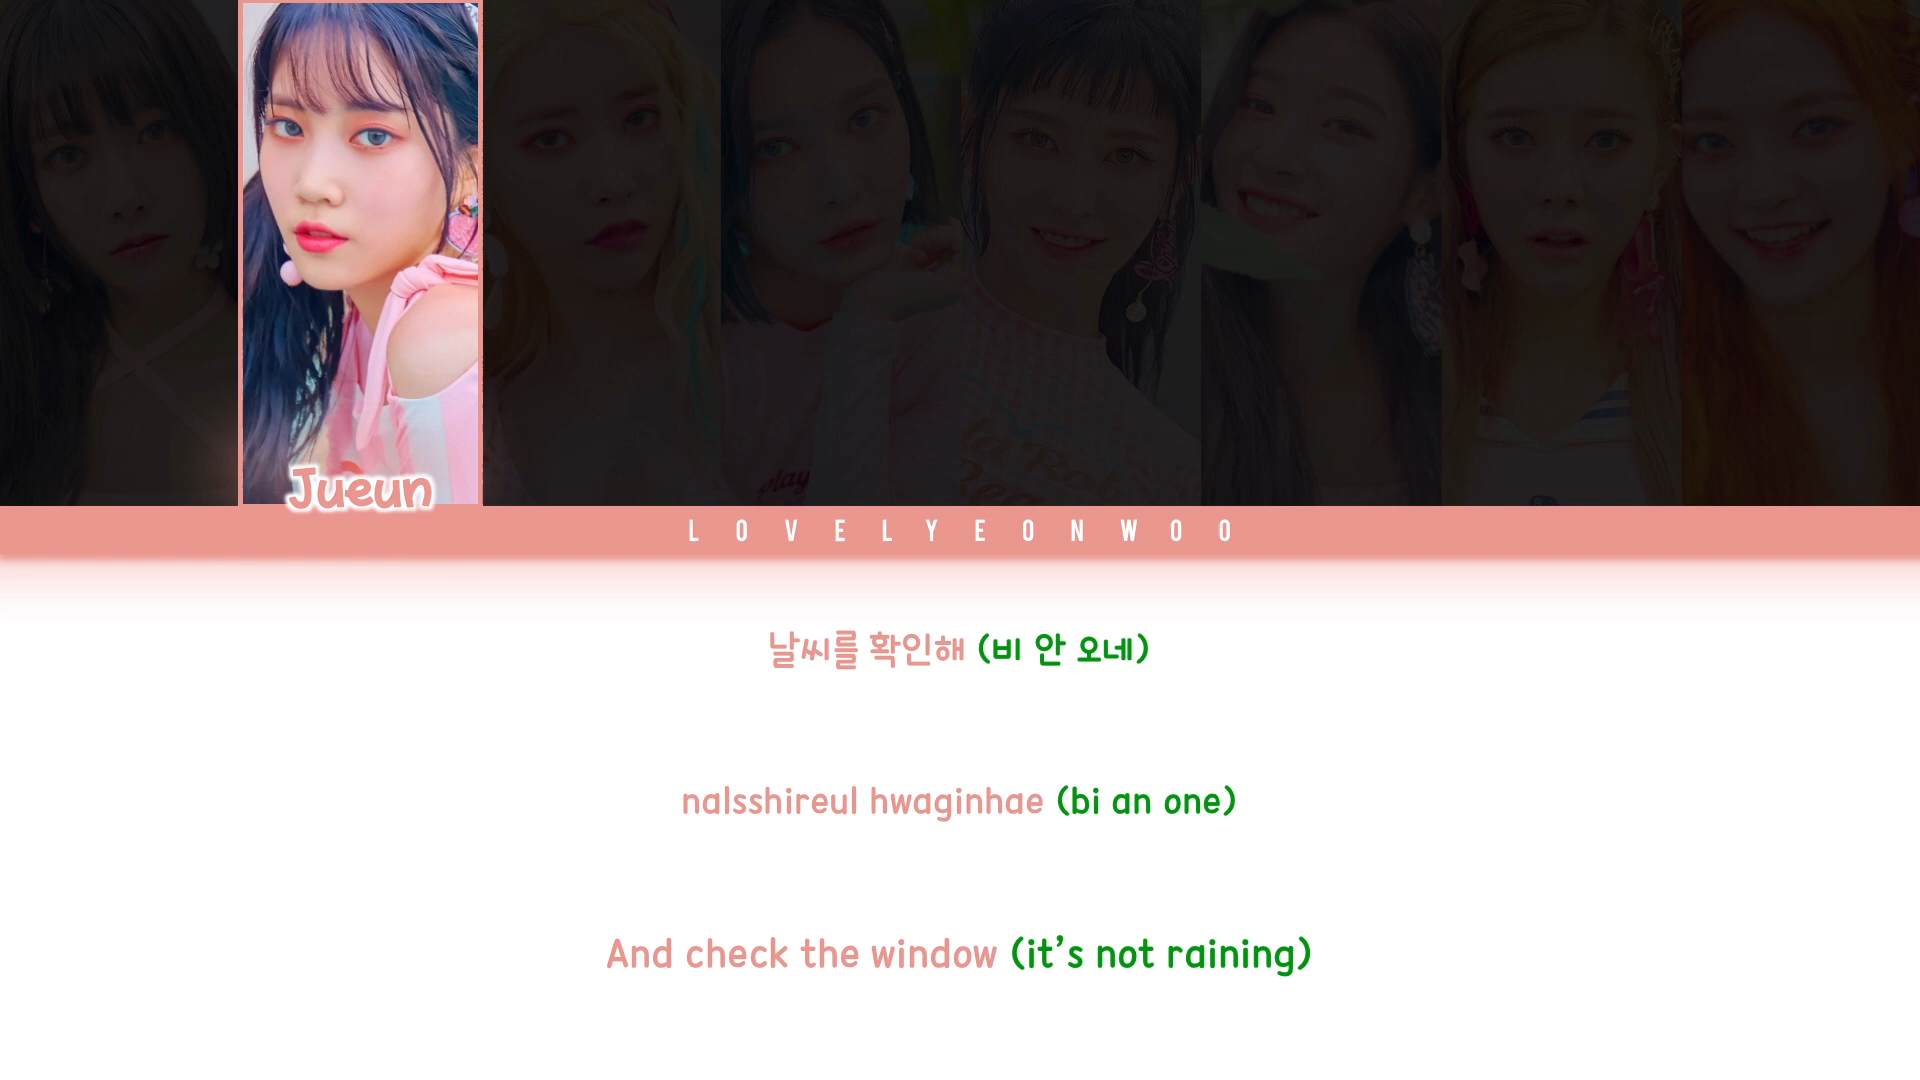 Jueun
LOVELYEONWOO
날씨를 확인해 (비 안 오네)
nalsshireul hwaginhae (bi an one)
And check the window (it's not raining)